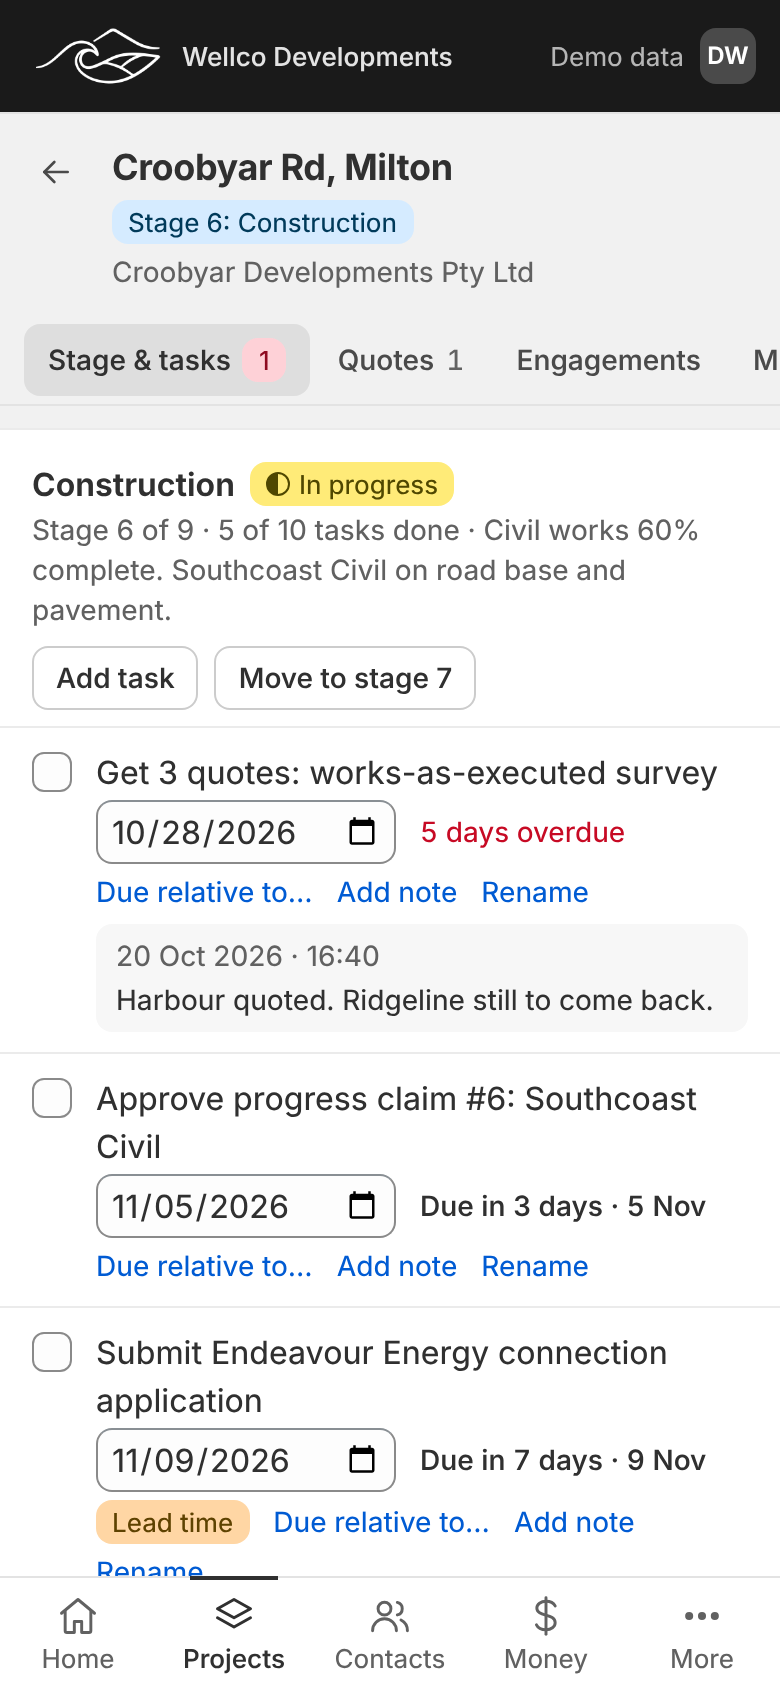 Wellco Developments
Demo data
DW
Croobyar Rd, Milton
Stage 6: Construction
Croobyar Developments Pty Ltd
Stage & tasks 1
Quotes 1
Engagements
M
Construction
In progress
Stage 6 of 9 · 5 of 10 tasks done · Civil works 60%
complete. Southcoast Civil on road base and
pavement.
Add task
Move to stage 7
Get 3 quotes: works-as-executed survey
10/28/2026
5 days overdue
Due relative to... Add note Rename
20 Oct 2026 · 16:40
Harbour quoted. Ridgeline still to come back.
Approve progress claim #6: Southcoast
Civil
11/05/2026
Due in 3 days · 5 Nov
Due relative to... Add note Rename
Submit Endeavour Energy connection
application
11/09/2026
Due in 7 days · 9 Nov
Lead time Due relative to... Add note
Rename
Home
Projects
Contacts
Money
More